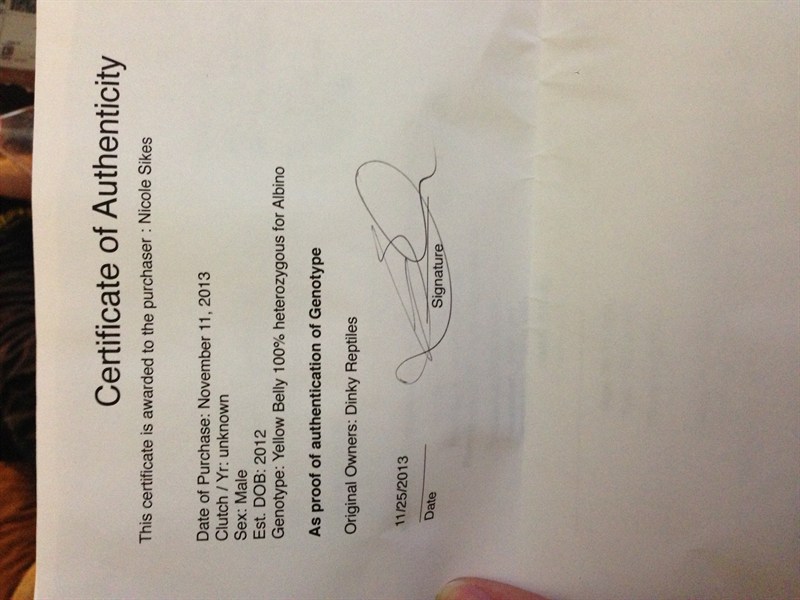 Certificate of Authenticity
This certificate is awarded to the purchaser : Nicole Sikes
Date of Purchase: November 11, 2013
Clutch / Yr: unknown
Sex: Male
Est. DOB: 2012
Genotype: Yellow Belly 100% heterozygous for Albino
As proof of authentication of Genotype
Original Owners: Dinky Reptiles
11/25/2013
Date
Signature